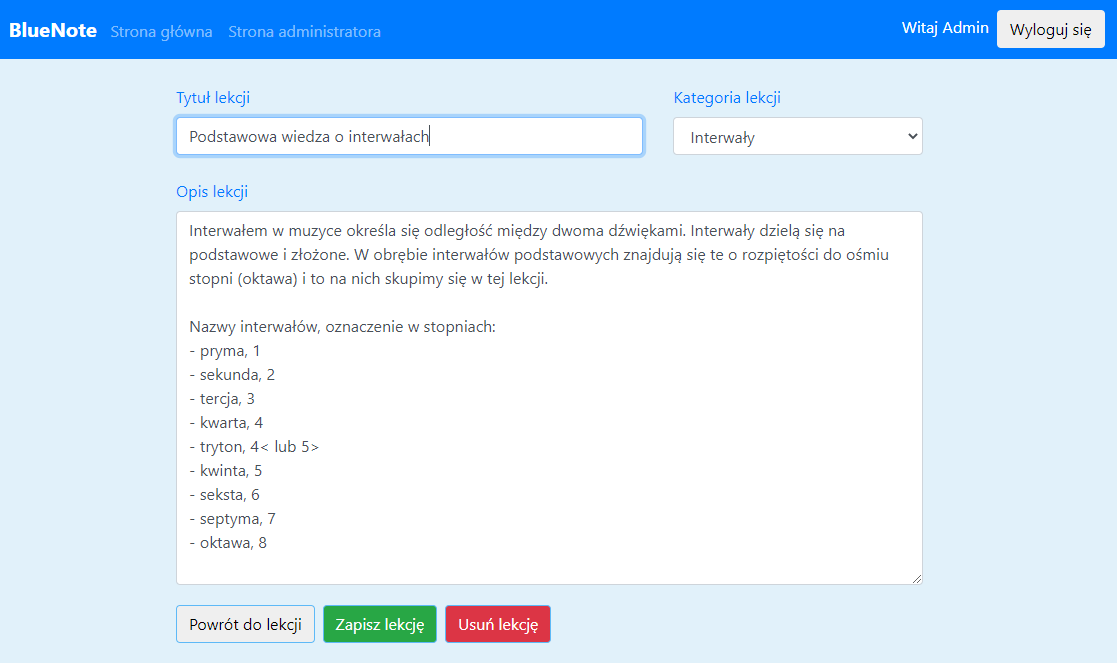 BlueNote Strona główna Strona administratora Witaj Admin Wyloguj się
Tytuł lekcji Kategoria lekcji
Podstawowa wiedza o interwałach Interwały
Opis lekcji
Interwałem w muzyce określa się odległość między dwoma dźwiękami. Interwały dzielą się na
podstawowe i złożone. W obrębie interwałów podstawowych znajdują się te o rozpiętości do ośmiu
stopni (oktawa) i to na nich skupimy się w tej lekcji.
Nazwy interwałów, oznaczenie w stopniach:
- pryma, 1
- sekunda, 2
- tercja, 3
- kwarta, 4
- tryton, 4< lub 5>
- kwinta, 5
- seksta, 6
- septyma, 7
- oktawa, 8
Powrót do lekcji Zapisz lekcję Usuń lekcję